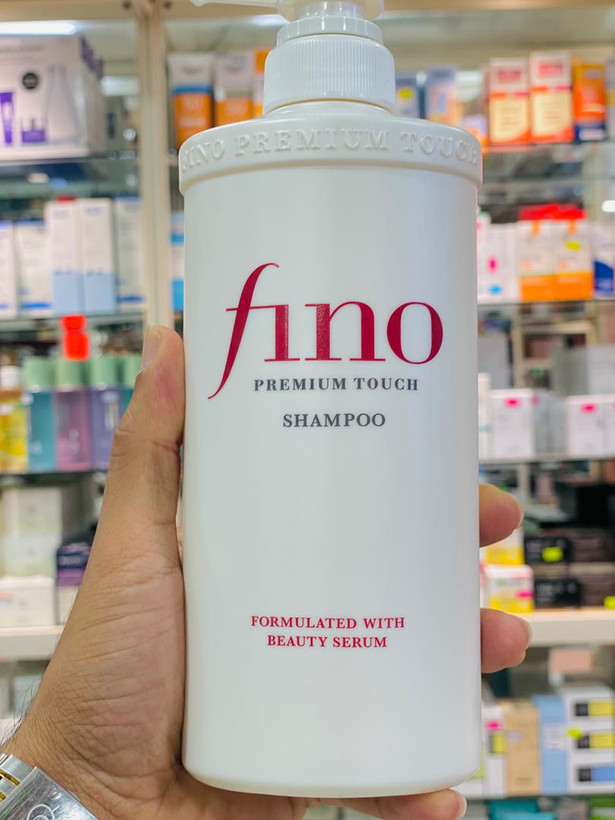 FINO PREMIUM TOUCH
fino
PREMIUM TOUCH
SHAMPOO
FORMULATED WITH
BEAUTY SERUM